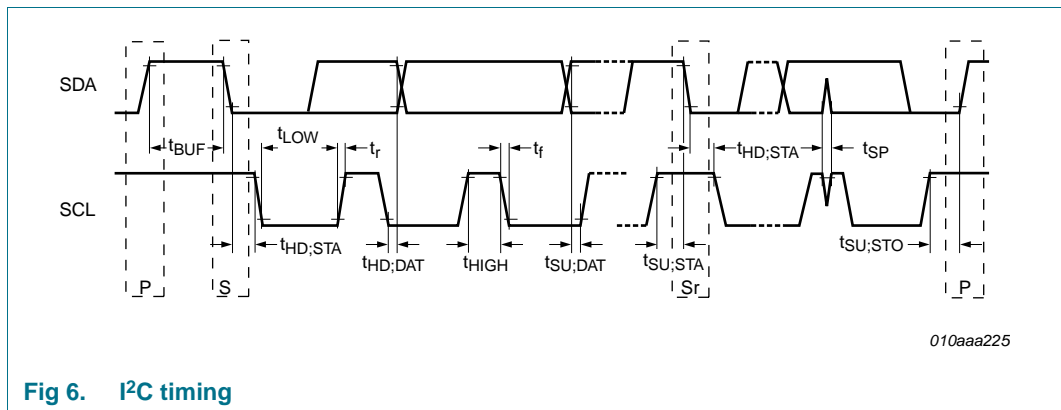 SDA
tBUF
tLOW
tr
tf
tHD;STA
tSP
SCL
tHD;STA
tHD;DAT
tHIGH
tSU;DAT
tSU;STA
tSU;STO
P
S
Sr
P
010aaa225
Fig 6. I²C timing